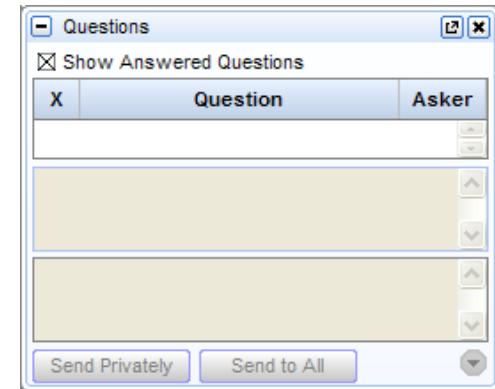 Questions
Show Answered Questions
X Question Asker
Send Privately Send to All